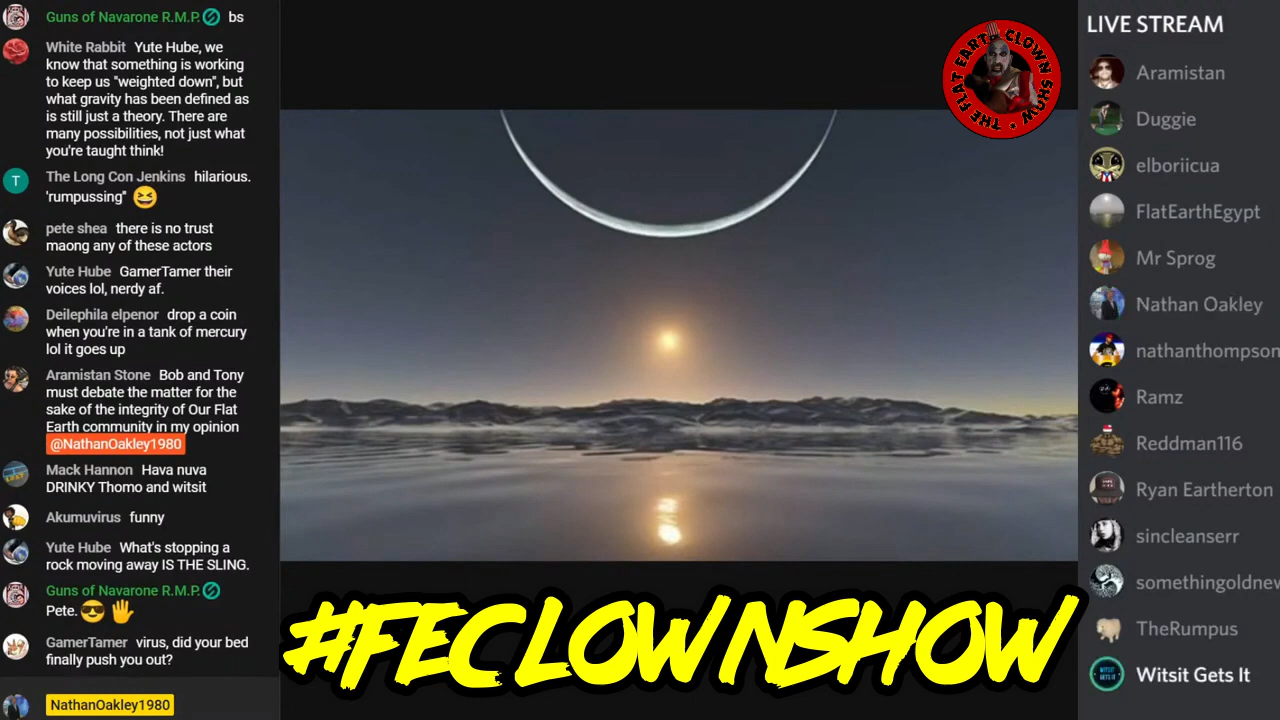 Guns of Navarone R.M.P. bs
White Rabbit Yute Hube, we
know that something is working
to keep us "weighted down", but
what gravity has been defined as
is still just a theory. There are
many possibilities, not just what
you're taught think!
The Long Con Jenkins hilarious.
'rumpussing"
pete shea there is no trust
maong any of these actors
Yute Hube GamerTamer their
voices lol, nerdy af.
Deilephila elpenor drop a coin
when you're in a tank of mercury
lol it goes up
Aramistan Stone Bob and Tony
must debate the matter for the
sake of the integrity of Our Flat
Earth community in my opinion
@NathanOakley1980
Mack Hannon Hava nuva
DRINKY Thomo and witsit
Akumuvirus funny
Yute Hube What's stopping a
rock moving away IS THE SLING.
Guns of Navarone R.M.P.
Pete.
GamerTamer virus, did your bed
finally push you out?
NathanOakley1980
THE FLAT EARTH CLOWN SHOW
#FECLOWNSHOW
LIVE STREAM
Aramistan
Duggie
elboriicua
FlatEarthEgypt
Mr Sprog
Nathan Oakley
nathanthompson
Ramz
Reddman116
Ryan Eartherton
sincleanserr
somethingoldnew
TheRumpus
WITSIT
GETS IT
Witsit Gets It